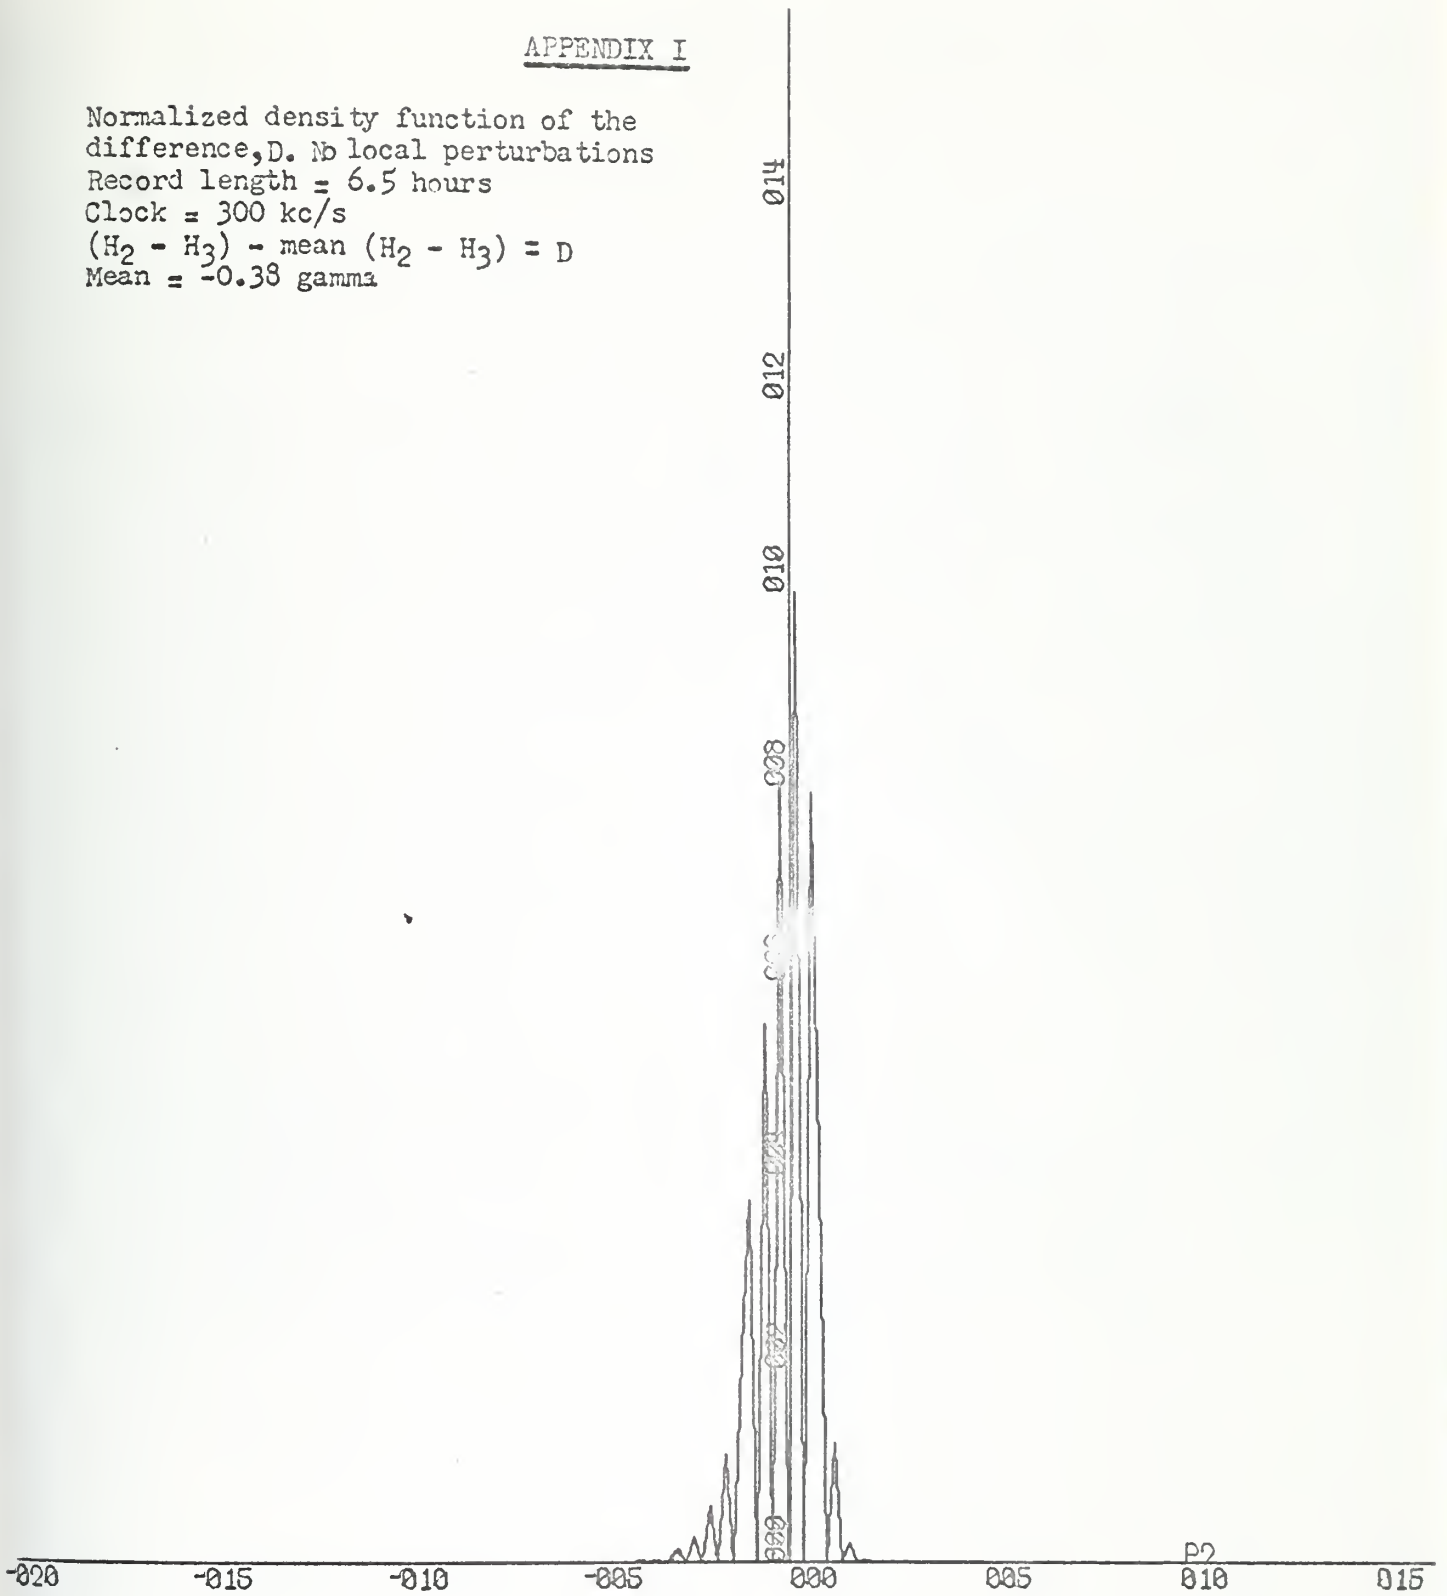 APPENDIX I
Normalized density function of the
difference,D. No local perturbations
Record length = 6.5 hours
Clock = 300 kc/s
(H2 - H3) - mean (H2 - H3) = D
Mean = -0.38 gamma
014
012
010
008
000
-020 -015 -010 -005 000 005 010 015